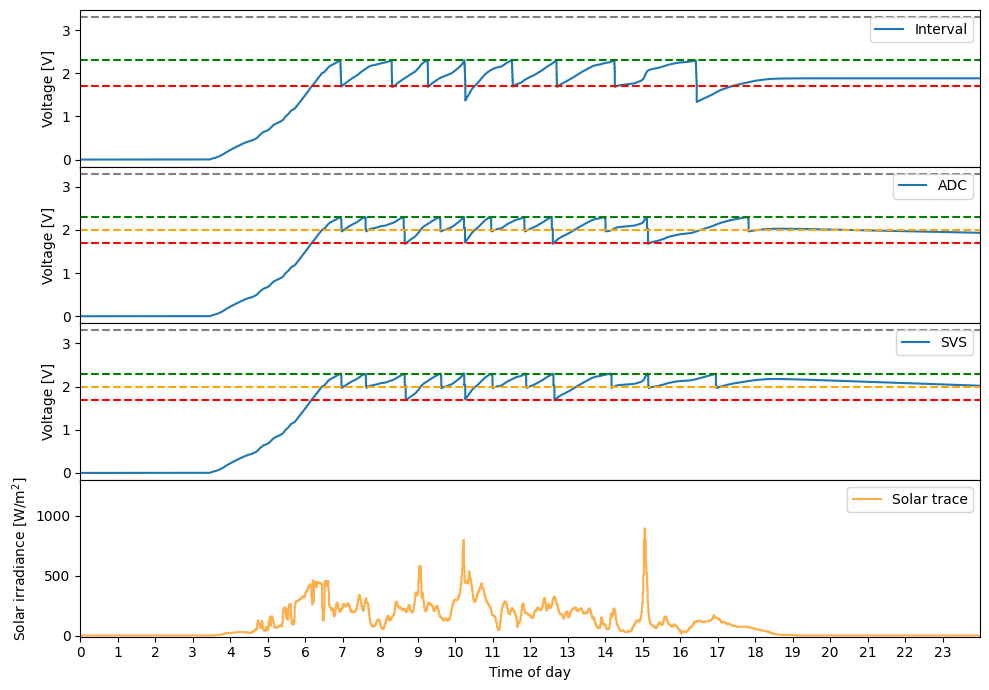 Voltage [V]
3
2
1
0
Interval
Voltage [V]
3
2
1
0
ADC
Voltage [V]
3
2
1
0
SVS
Solar irradiance [W/m²]
1000
500
0
Solar trace
0 1 2 3 4 5 6 7 8 9 10 11 12 13 14 15 16 17 18 19 20 21 22 23
Time of day